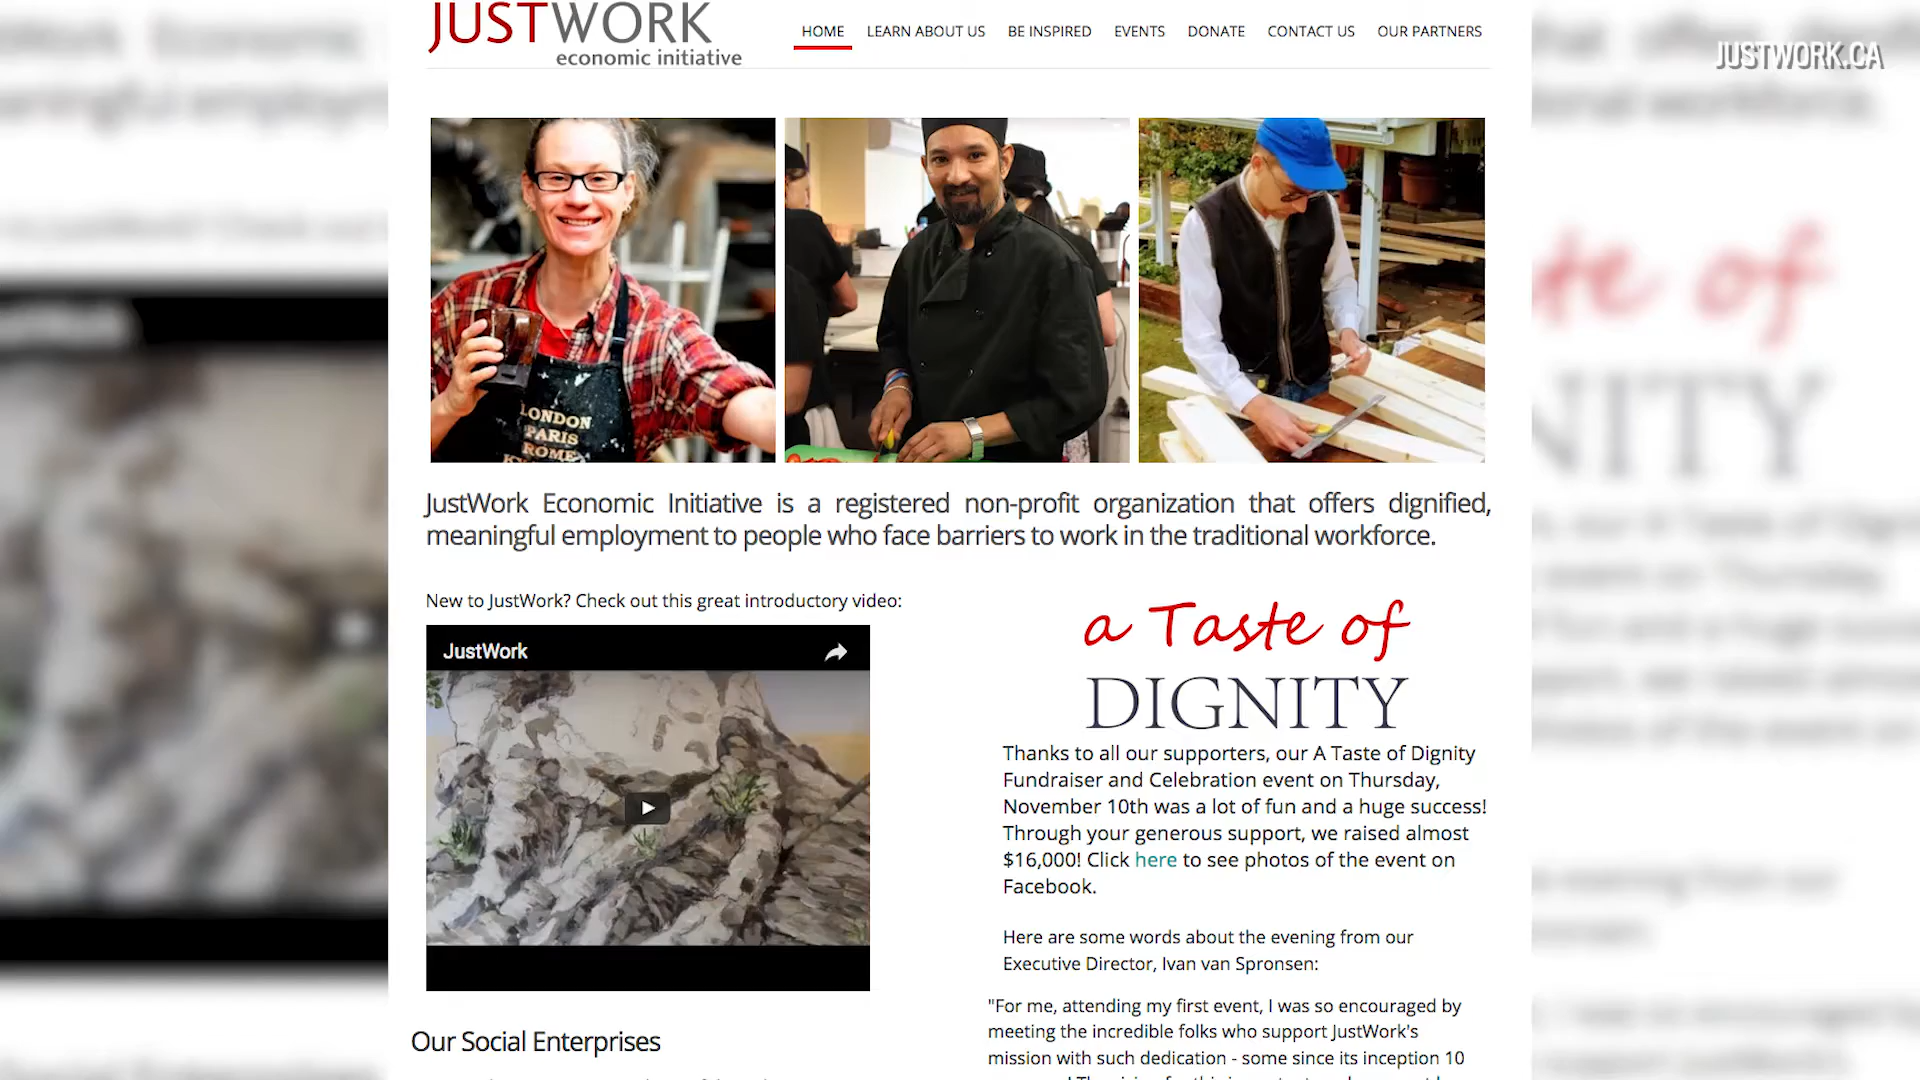 JUSTWORK
economic initiative
HOME LEARN ABOUT US BE INSPIRED EVENTS DONATE CONTACT US OUR PARTNERS
JUSTWORK.CA
LONDON
PARIS
ROME
JustWork Economic Initiative is a registered non-profit organization that offers dignified,
meaningful employment to people who face barriers to work in the traditional workforce.
New to JustWork? Check out this great introductory video:
JustWork
Our Social Enterprises
a Taste of
DIGNITY
Thanks to all our supporters, our A Taste of Dignity
Fundraiser and Celebration event on Thursday,
November 10th was a lot of fun and a huge success!
Through your generous support, we raised almost
$16,000! Click here to see photos of the event on
Facebook.
Here are some words about the evening from our
Executive Director, Ivan van Spronsen:
"For me, attending my first event, I was so encouraged by
meeting the incredible folks who support JustWork's
mission with such dedication - some since its inception 10